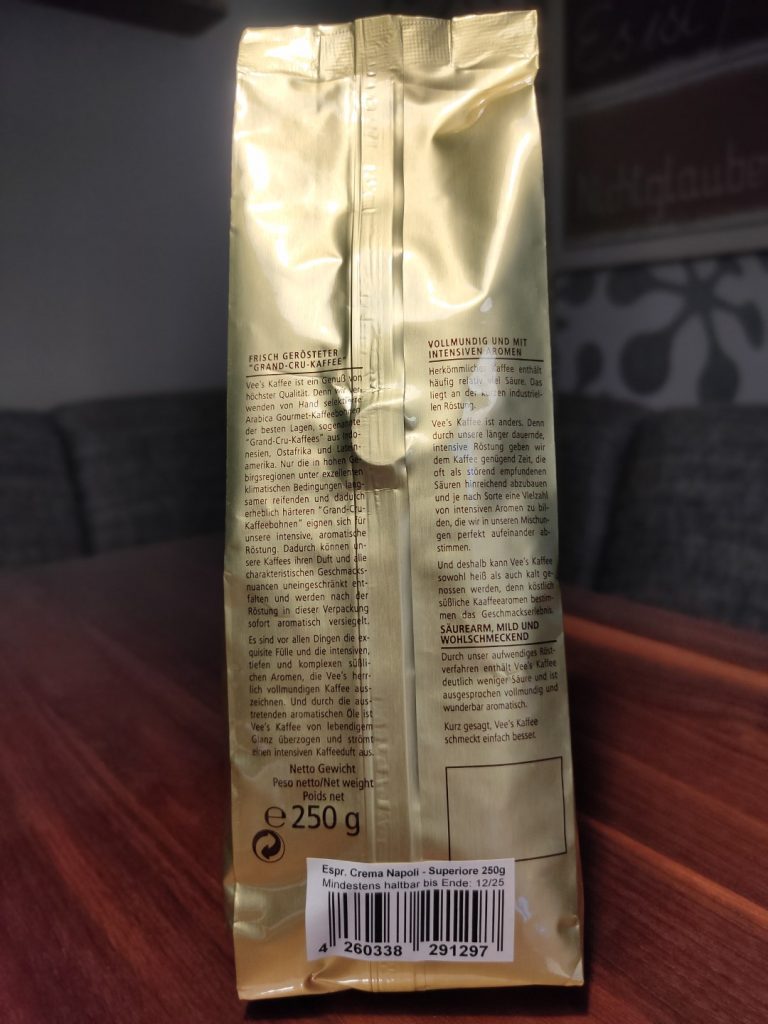 Es ist
glaube
FRISCH GERÖSTETER
"GRAND-CRU-KAFFEE"
Vee's Kaffee ist ein Genuß von
höchster Qualität. Denn wir ver-
wenden von Hand selektierte
Arabica Gourmet-Kaffeebohnen
der besten Lagen, sogenannte
"Grand-Cru-Kaffees" aus Indo-
nesien, Ostafrika und Latein-
amerika. Nur die in hohen Ge-
birgsregionen unter exzellenten
klimatischen Bedingungen lang-
samer reifenden und dadurch
erheblich härteren "Grand-Cru-
Kaffeebohnen" eignen sich für
unsere intensive, aromatische
Röstung. Dadurch können un-
sere Kaffees ihren Duft und alle
charakteristischen Geschmacks-
nuancen uneingeschränkt ent-
falten und werden nach der
Röstung in dieser Verpackung
sofort aromatisch versiegelt.
Es sind vor allen Dingen die ex-
quisite Fülle und die intensiven,
tiefen und komplexen süßli-
chen Aromen, die Vee's herr-
lich vollmundigen Kaffee aus-
zeichnen. Und durch die aus-
tretenden aromatischen Öle ist
Vee's Kaffee von lebendigem
Glanz überzogen und strömt
einen intensiven Kaffeeduft aus.
Netto Gewicht
Peso netto/Net weight
Poids net
℮ 250 g
VOLLMUNDIG UND MIT
INTENSIVEN AROMEN
Herkömmlicher Kaffee enthält
häufig relativ viel Säure. Das
liegt an der kurzen industriel-
len Röstung.
Vee's Kaffee ist anders. Denn
durch unsere länger dauernde,
intensive Röstung geben wir
dem Kaffee genügend Zeit, die
oft als störend empfundenen
Säuren hinreichend abzubauen
und je nach Sorte eine Vielzahl
von intensiven Aromen zu bil-
den, die wir in unseren Mischun-
gen perfekt aufeinander ab-
stimmen.
Und deshalb kann Vee's Kaffee
sowohl heiß als auch kalt ge-
nossen werden, denn köstlich
süßliche Kaaffeearomen bestim-
men das Geschmackserlebnis.
SÄUREARM, MILD UND
WOHLSCHMECKEND
Durch unser aufwendiges Röst-
verfahren enthält Vee's Kaffee
deutlich weniger Säure und ist
ausgesprochen vollmundig und
wunderbar aromatisch.
Kurz gesagt, Vee's Kaffee
schmeckt einfach besser.
Espr. Crema Napoli - Superiore 250g
Mindestens haltbar bis Ende: 12/25
4 260338 291297